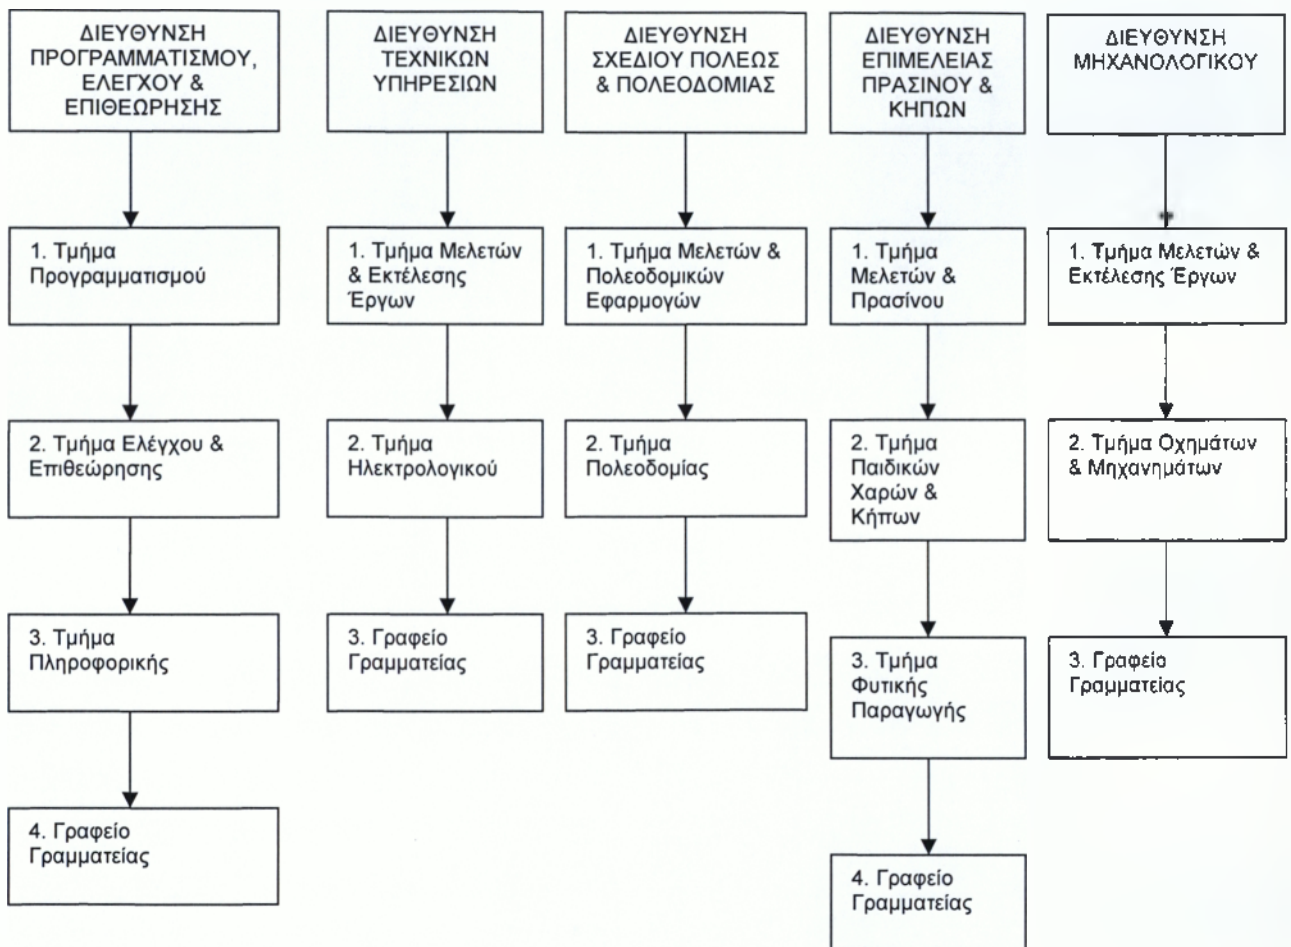 ΔΙΕΥΘΥΝΣΗ
ΠΡΟΓΡΑΜΜΑΤΙΣΜΟΥ,
ΕΛΕΓΧΟΥ &
ΕΠΙΘΕΩΡΗΣΗΣ
1. Τμήμα
Προγραμματισμού
2. Τμήμα Ελέγχου &
Επιθεώρησης
3. Τμήμα
Πληροφορικής
4. Γραφείο
Γραμματείας
ΔΙΕΥΘΥΝΣΗ
ΤΕΧΝΙΚΩΝ
ΥΠΗΡΕΣΙΩΝ
1. Τμήμα Μελετών
& Εκτέλεσης
Έργων
2. Τμήμα
Ηλεκτρολογικού
3. Γραφείο
Γραμματείας
ΔΙΕΥΘΥΝΣΗ
ΣΧΕΔΙΟΥ ΠΟΛΕΩΣ
& ΠΟΛΕΟΔΟΜΙΑΣ
1. Τμήμα Μελετών &
Πολεοδομικών
Εφαρμογών
2. Τμήμα
Πολεοδομίας
3. Γραφείο
Γραμματείας
ΔΙΕΥΘΥΝΣΗ
ΕΠΙΜΕΛΕΙΑΣ
ΠΡΑΣΙΝΟΥ &
ΚΗΠΩΝ
1. Τμήμα
Μελετών &
Πρασίνου
2. Τμήμα
Παιδικών
Χαρών &
Κήπων
3. Τμήμα
Φυτικής
Παραγωγής
4. Γραφείο
Γραμματείας
ΔΙΕΥΘΥΝΣΗ
ΜΗΧΑΝΟΛΟΓΙΚΟΥ
1. Τμήμα Μελετών &
Εκτέλεσης Έργων
2. Τμήμα Οχημάτων
& Μηχανημάτων
3. Γραφείο
Γραμματείας